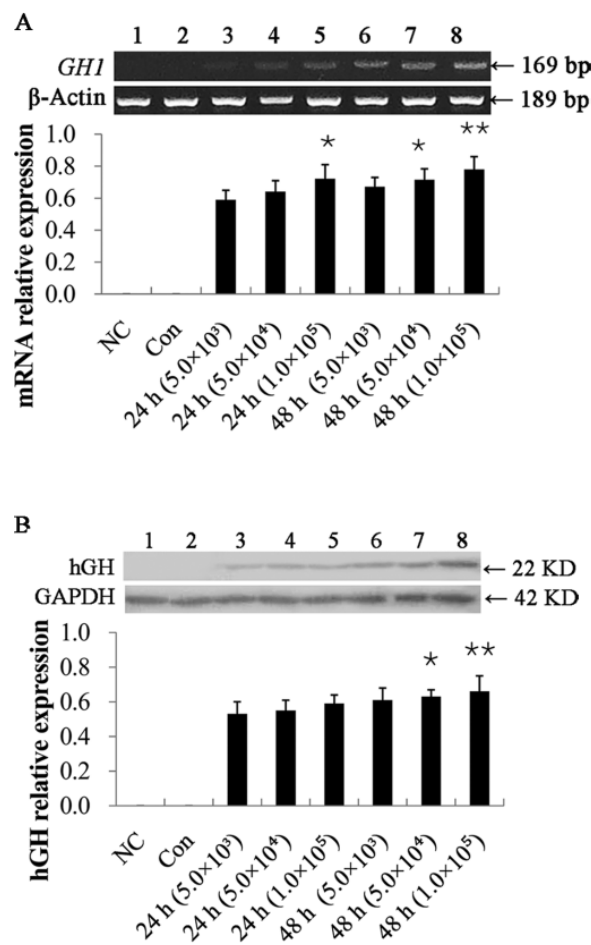 A
1 2 3 4 5 6 7 8
GH1 ← 169 bp
β-Actin ← 189 bp
mRNA relative expression
1.0
0.8
0.6
0.4
0.2
0.0
* * **
NC
Con
24 h (5.0×10³)
24 h (5.0×10⁴)
24 h (1.0×10⁵)
48 h (5.0×10³)
48 h (5.0×10⁴)
48 h (1.0×10⁵)
B
1 2 3 4 5 6 7 8
hGH ← 22 KD
GAPDH ← 42 KD
hGH relative expression
1.0
0.8
0.6
0.4
0.2
0.0
* **
NC
Con
24 h (5.0×10³)
24 h (5.0×10⁴)
24 h (1.0×10⁵)
48 h (5.0×10³)
48 h (5.0×10⁴)
48 h (1.0×10⁵)